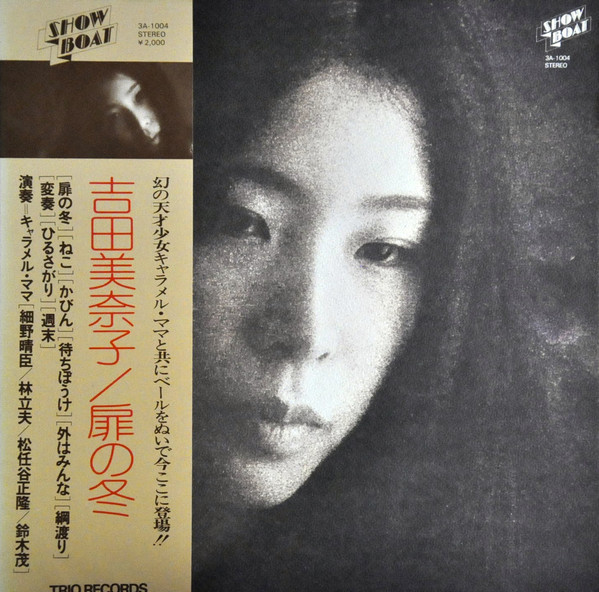 SHOW
BOAT
3A-1004
STEREO
¥2,000
SHOW
BOAT
3A-1004
STEREO
幻の天才少女キャラメル・ママと共にベールをぬいで今ここに登場!!
吉田美奈子/扉の冬
[扉の冬][ねこ][かびん][待ちぼうけ][外はみんな][綱渡り]
[変奏][ひるさがり][週末]
演奏=キャラメル・ママ[細野晴臣/林立夫/松任谷正隆/鈴木茂]
TRIO RECORDS